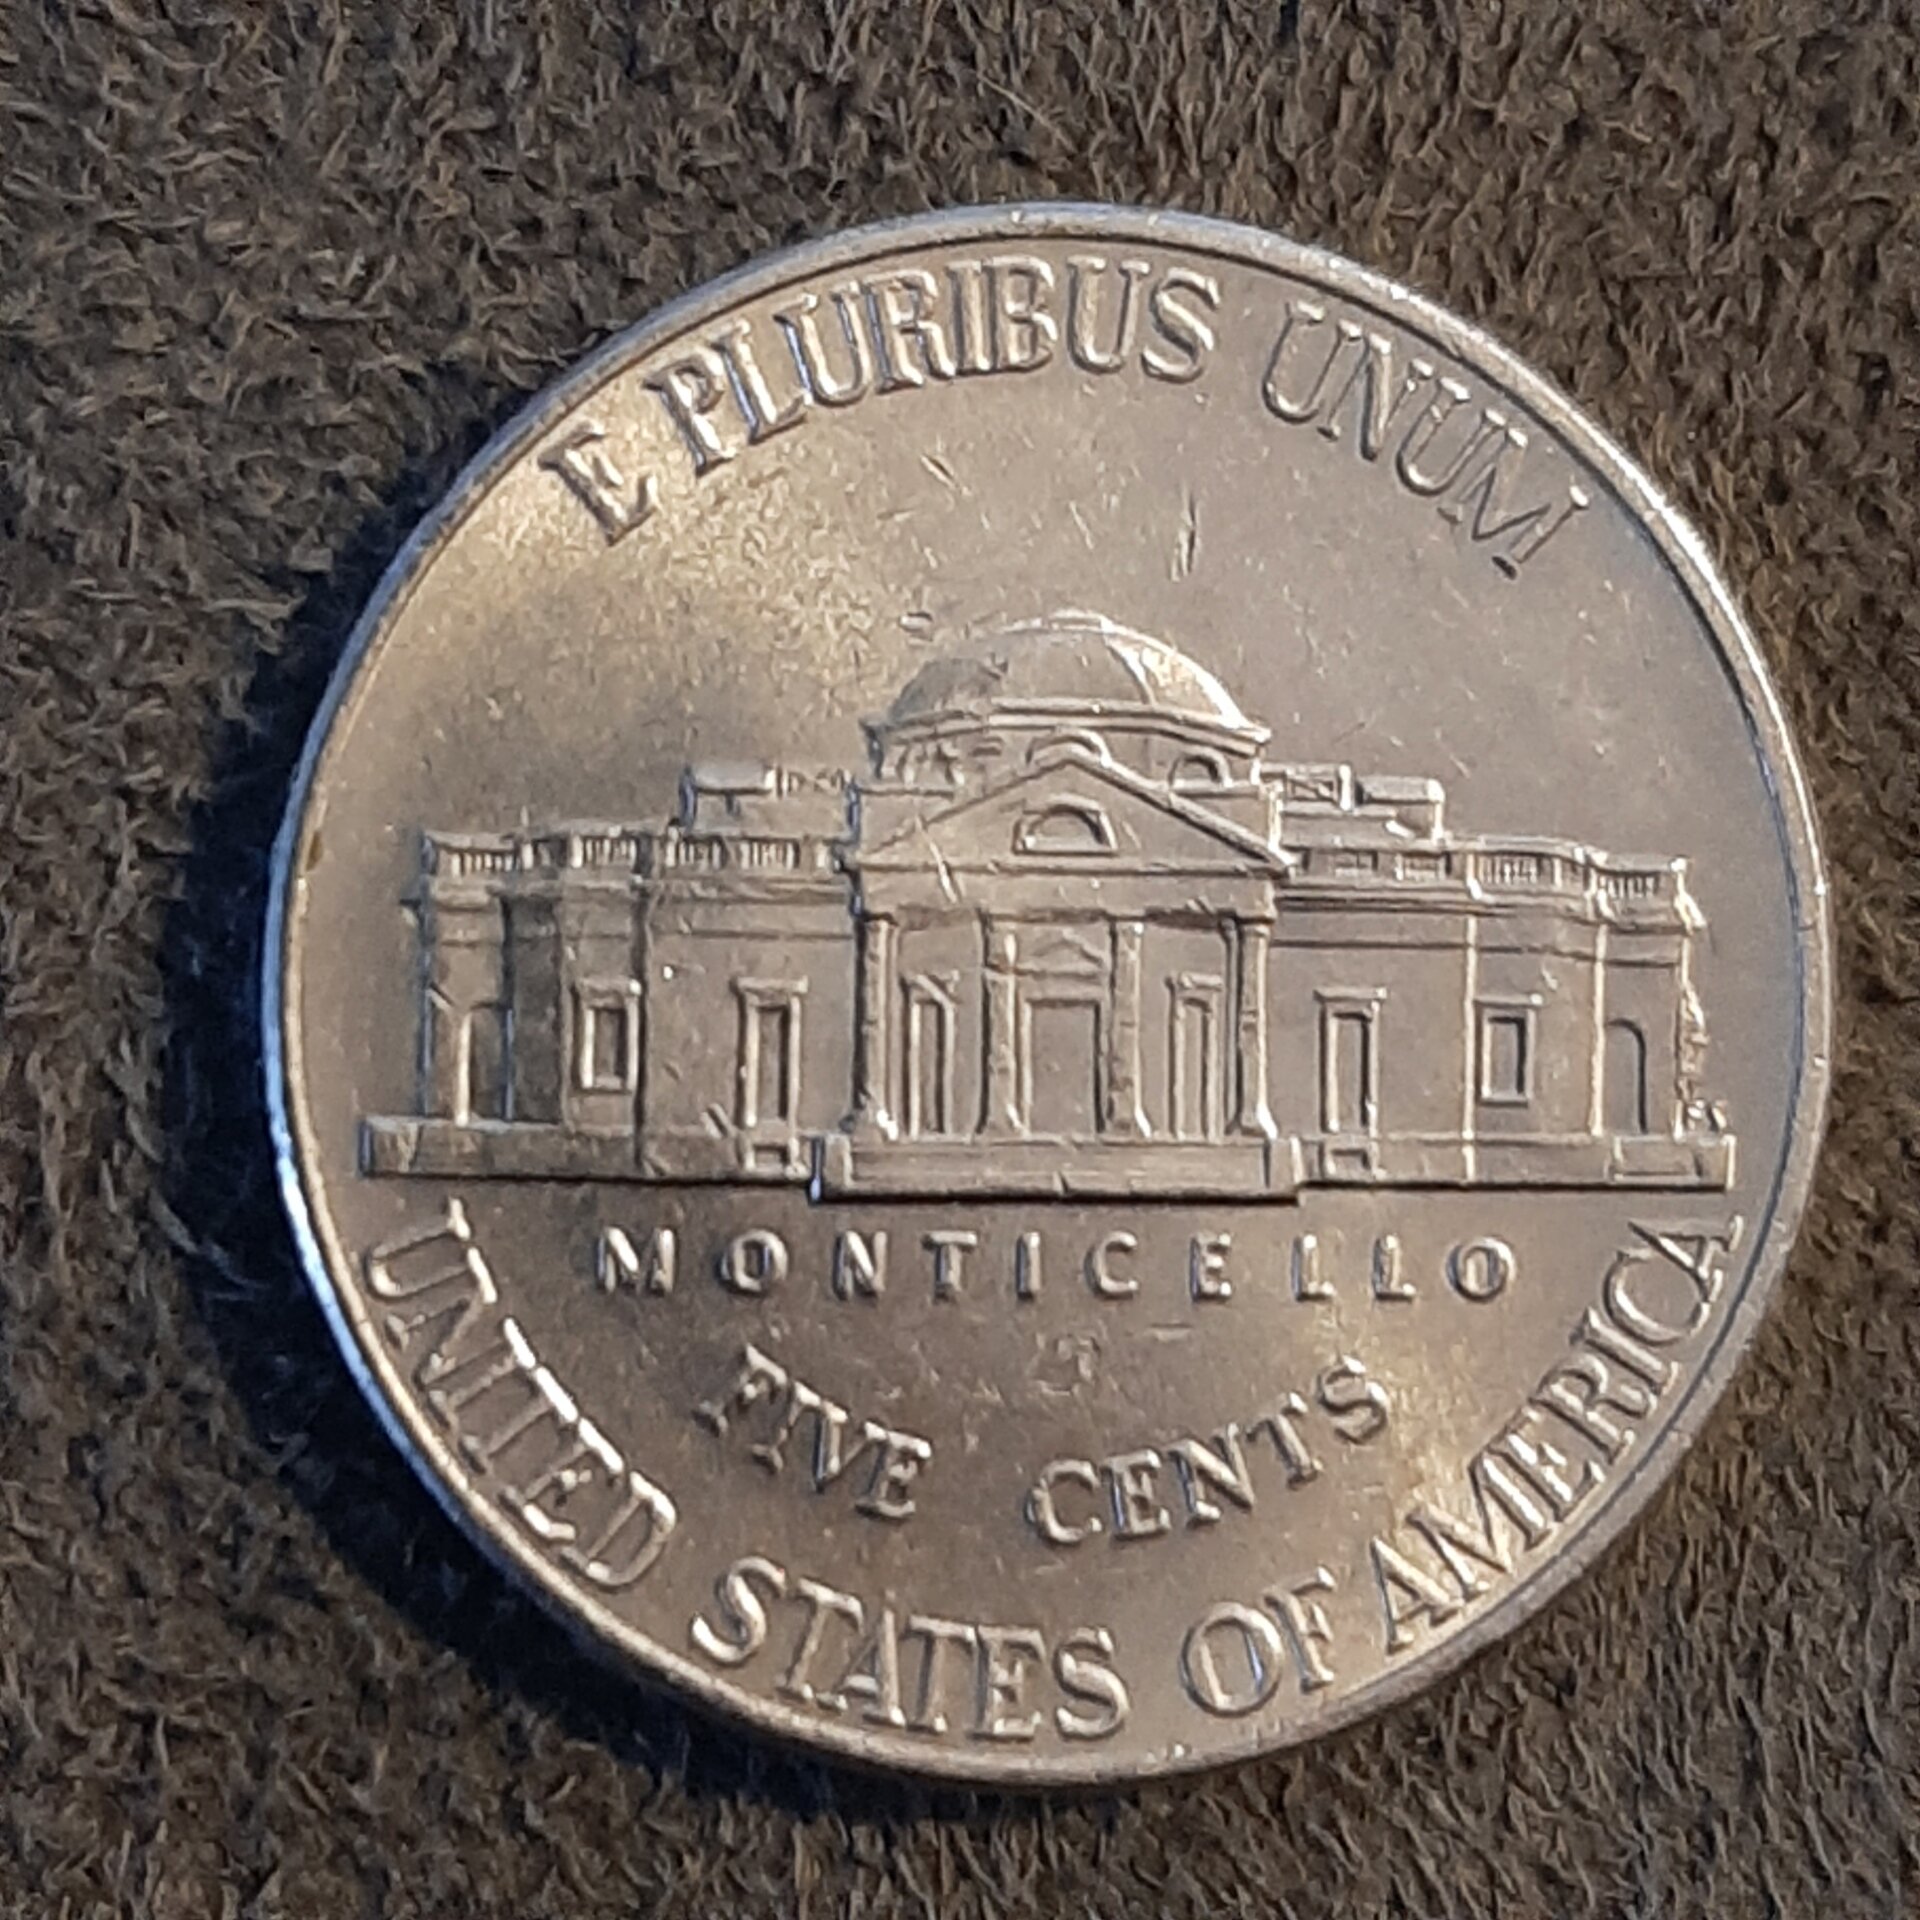 E PLURIBUS UNUM
MONTICELLO
FIVE CENTS
UNITED STATES OF AMERICA